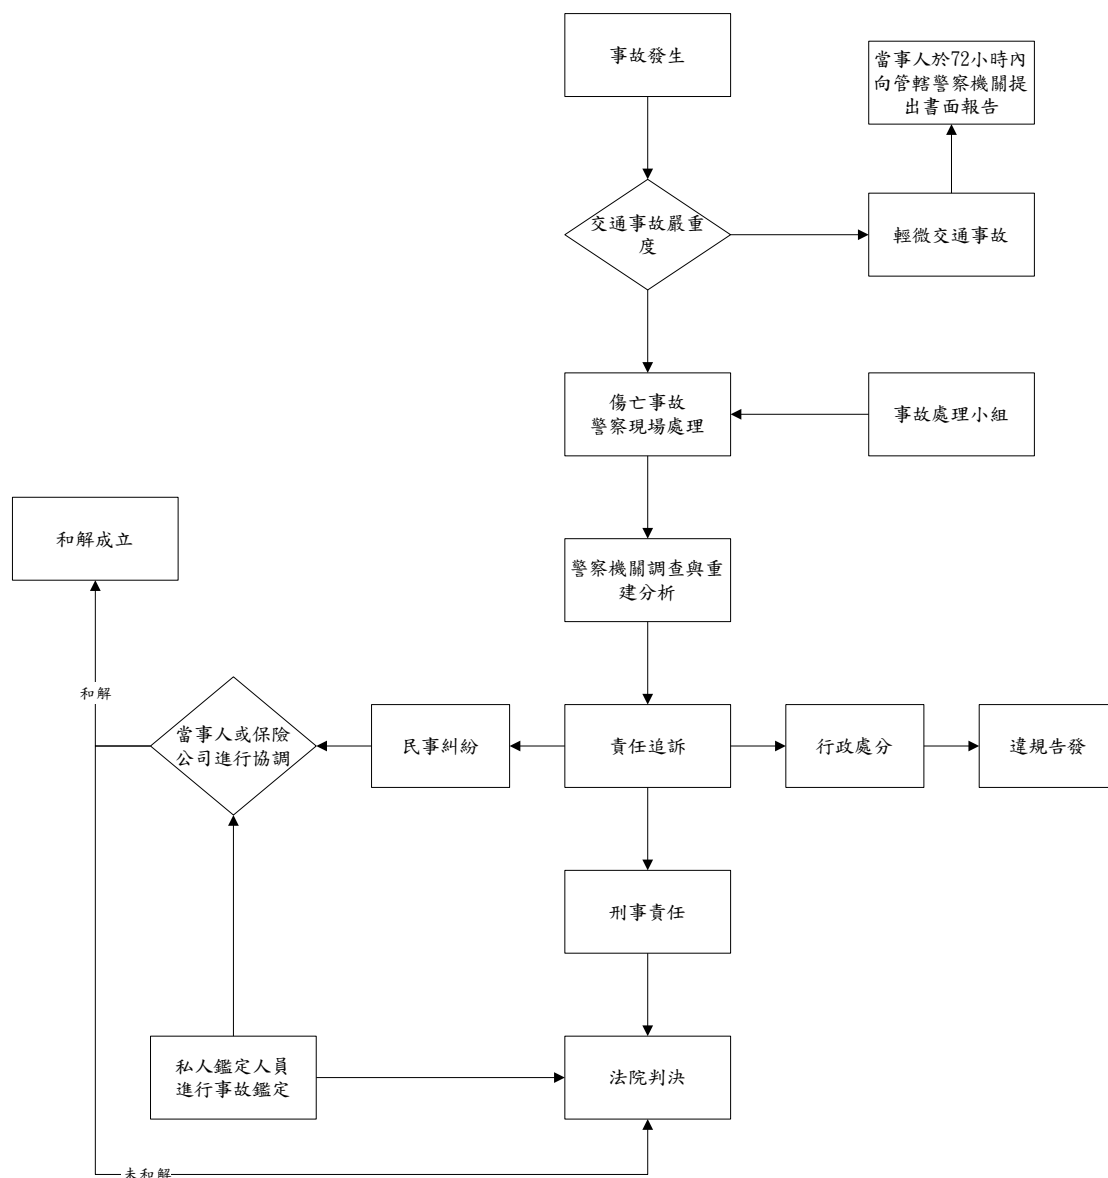 事故發生
當事人於72小時內
向管轄警察機關提
出書面報告
交通事故嚴重
度
輕微交通事故
傷亡事故
警察現場處理
事故處理小組
和解成立
警察機關調查與重
建分析
和解
當事人或保險
公司進行協調
民事糾紛
責任追訴
行政處分
違規告發
刑事責任
私人鑑定人員
進行事故鑑定
法院判決
未和解